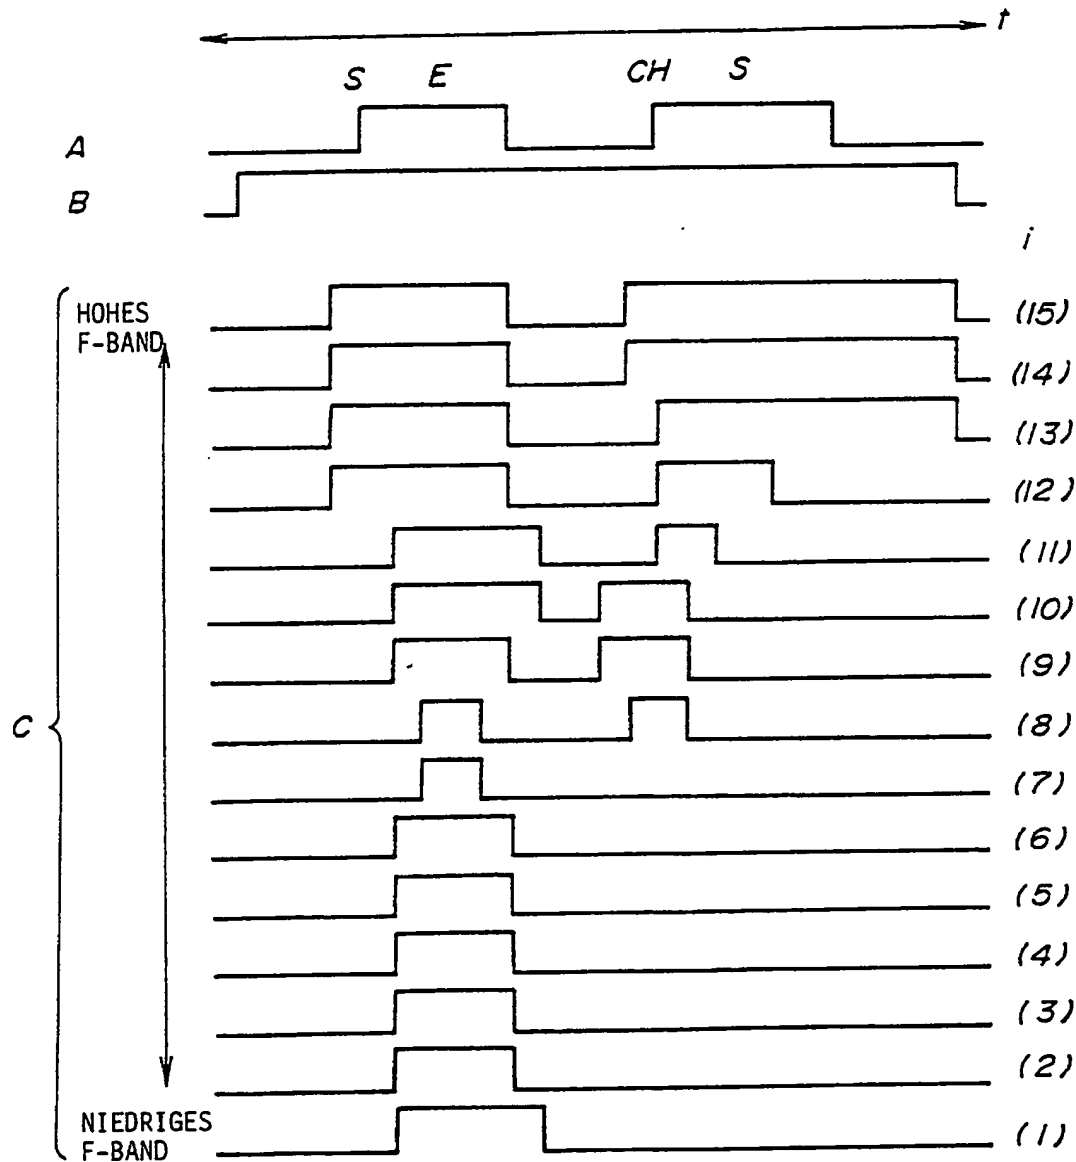 t
S E CH S
A
B
i
HOHES
F-BAND
(15)
(14)
(13)
(12)
(11)
(10)
(9)
C
(8)
(7)
(6)
(5)
(4)
(3)
(2)
NIEDRIGES
F-BAND
(1)